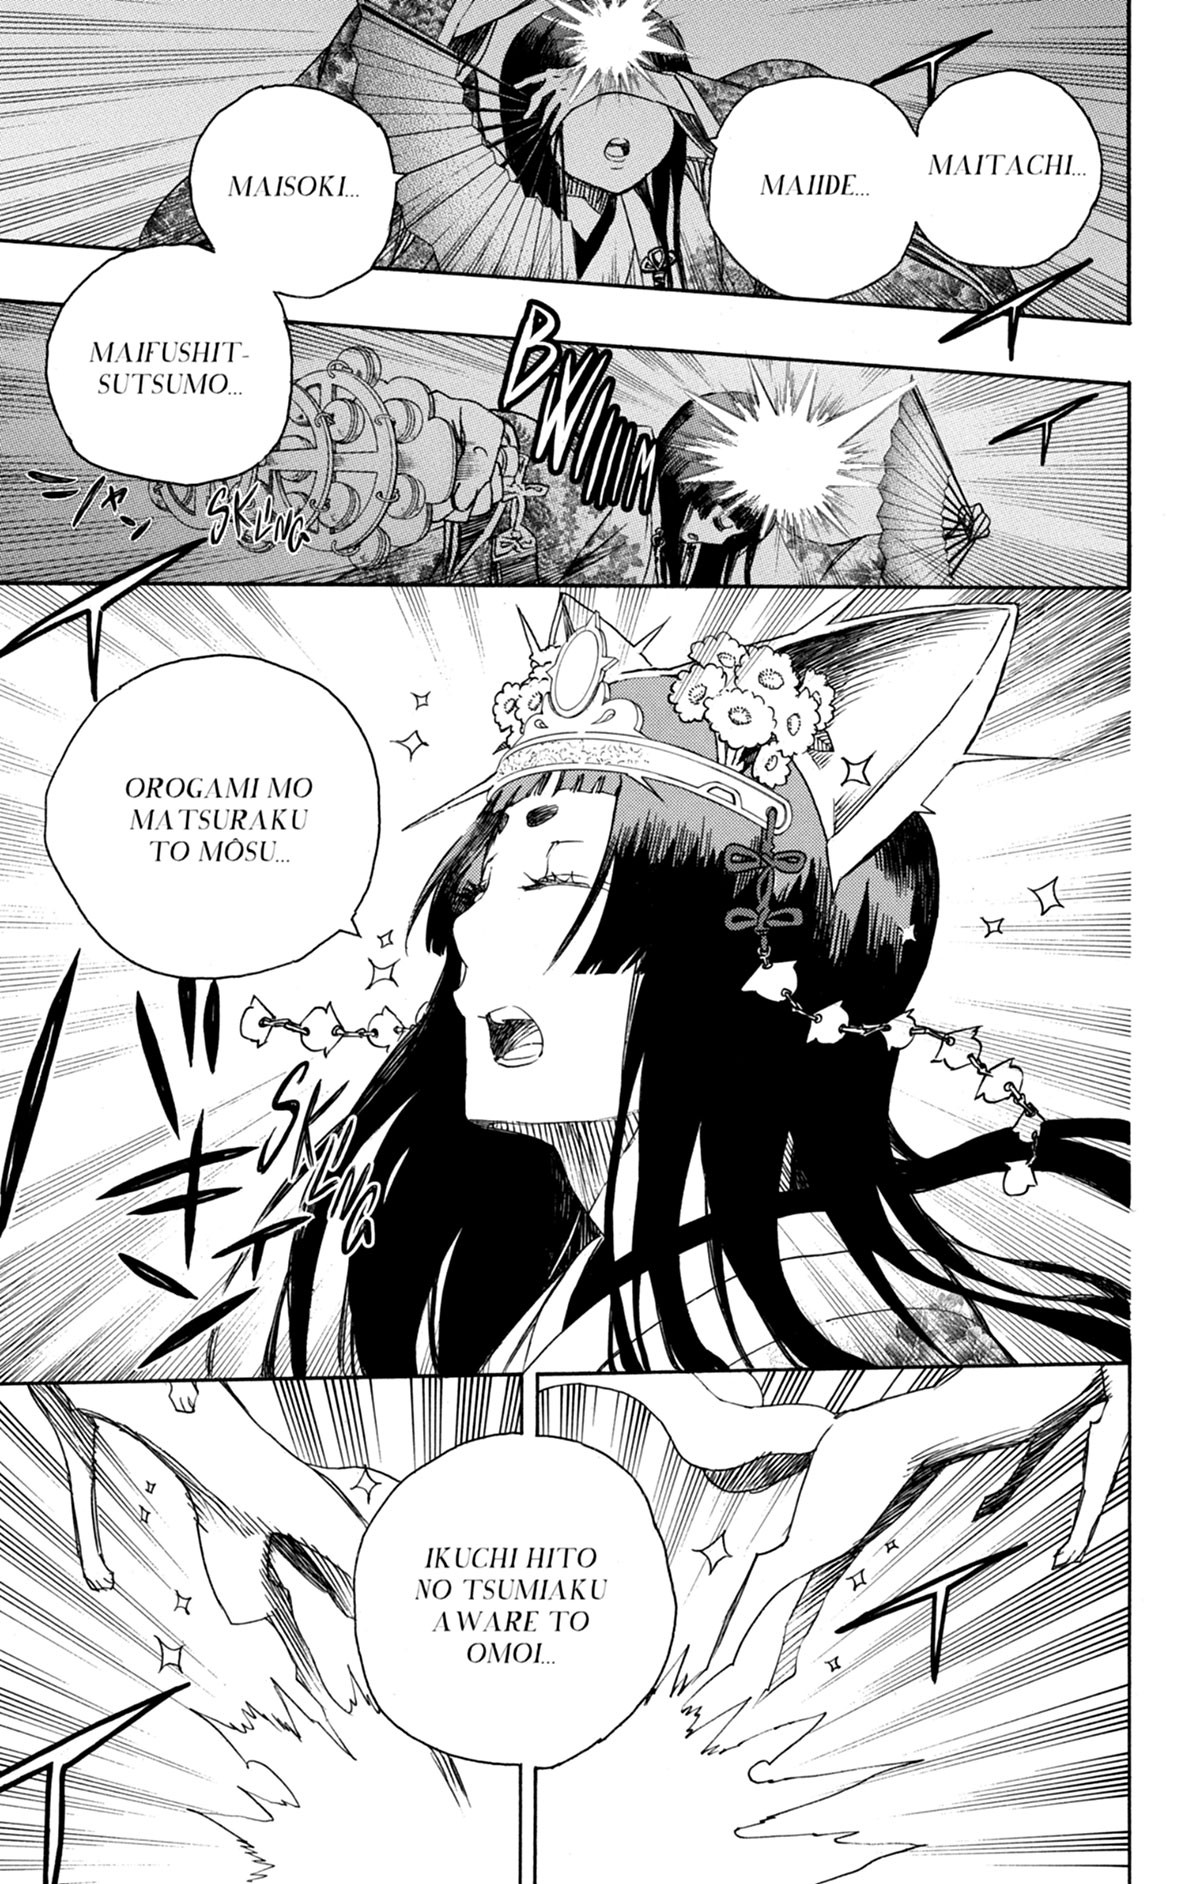 MAITACHI...
MAIIDE...
MAISOKI...
MAIFUSHIT-
SUTSUMO...
BWIIIIM
シャン
SKLING
OROGAMI MO
MATSURAKU
TO MÔSU...
SKLING
IKUCHI HITO
NO TSUMIAKU
AWARE TO
OMOI...